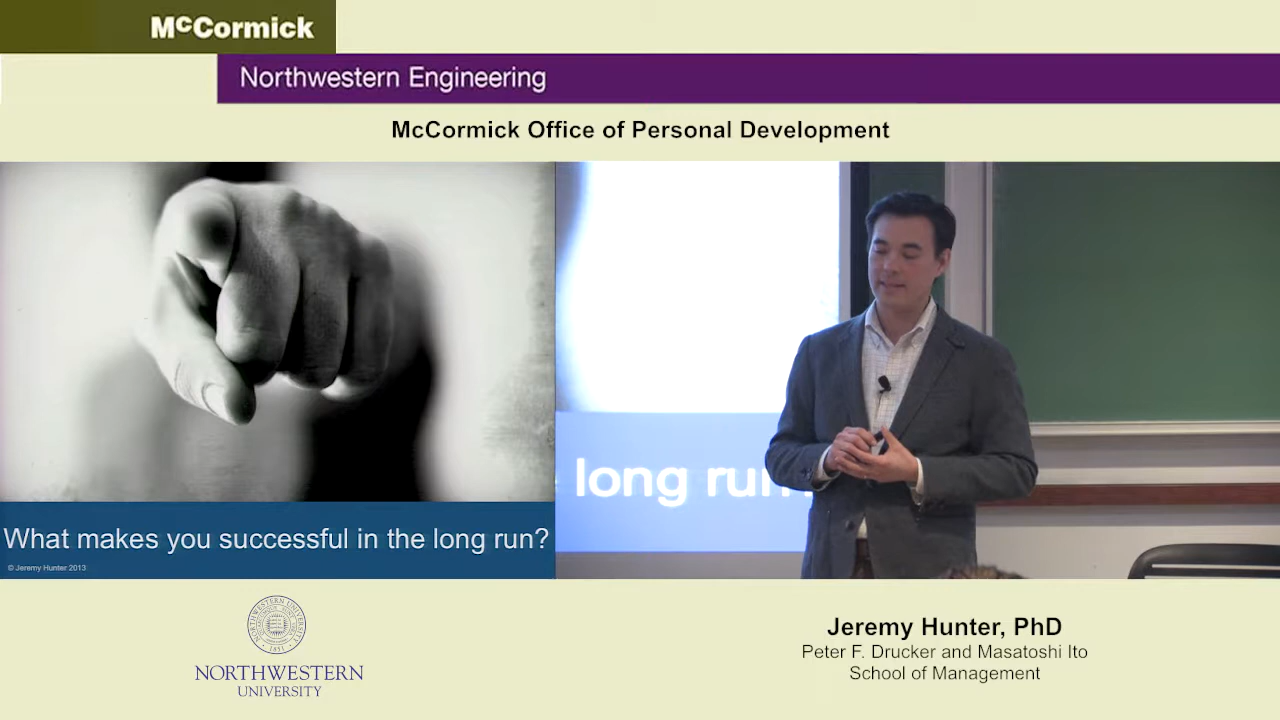 McCormick
Northwestern Engineering
McCormick Office of Personal Development
long run?
What makes you successful in the long run?
© Jeremy Hunter 2013
1851
NORTHWESTERN
UNIVERSITY
Jeremy Hunter, PhD
Peter F. Drucker and Masatoshi Ito
School of Management